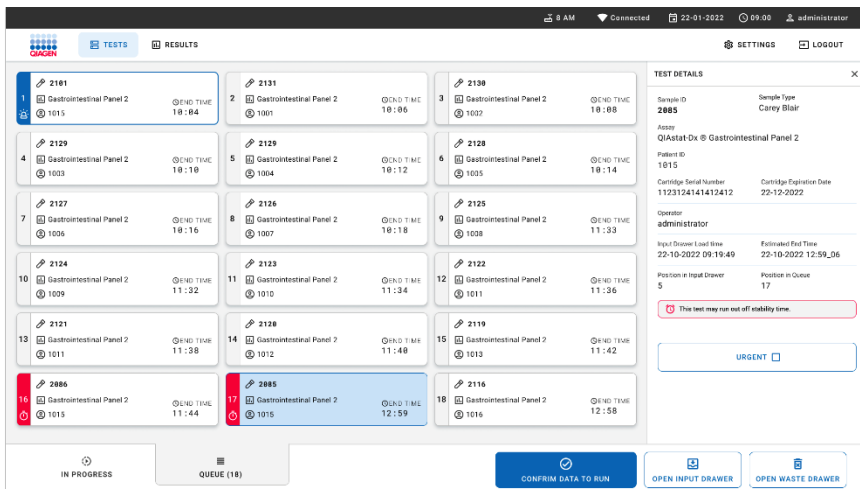 8 AM Connected 22-01-2022 09:00 administrator
QIAGEN TESTS RESULTS SETTINGS LOGOUT
2101
1 Gastrointestinal Panel 2 END TIME
1015 10:04
2131
2 Gastrointestinal Panel 2 END TIME
1001 10:06
2130
3 Gastrointestinal Panel 2 END TIME
1002 10:08
2129
4 Gastrointestinal Panel 2 END TIME
1003 10:10
2129
5 Gastrointestinal Panel 2 END TIME
1004 10:12
2128
6 Gastrointestinal Panel 2 END TIME
1005 10:14
2127
7 Gastrointestinal Panel 2 END TIME
1006 10:16
2126
8 Gastrointestinal Panel 2 END TIME
1007 10:18
2125
9 Gastrointestinal Panel 2 END TIME
1008 11:33
2124
10 Gastrointestinal Panel 2 END TIME
1009 11:32
2123
11 Gastrointestinal Panel 2 END TIME
1010 11:34
2122
12 Gastrointestinal Panel 2 END TIME
1011 11:36
2121
13 Gastrointestinal Panel 2 END TIME
1011 11:38
2120
14 Gastrointestinal Panel 2 END TIME
1012 11:40
2119
15 Gastrointestinal Panel 2 END TIME
1013 11:42
2086
16 Gastrointestinal Panel 2 END TIME
1015 11:44
2085
17 Gastrointestinal Panel 2 END TIME
1015 12:59
2116
18 Gastrointestinal Panel 2 END TIME
1016 12:58
TEST DETAILS
Sample ID Sample Type
2085 Carey Blair
Assay
QIAstat-Dx ® Gastrointestinal Panel 2
Patient ID
1015
Cartridge Serial Number Cartridge Expiration Date
1123124141412412 22-12-2022
Operator
administrator
Input Drawer Load time Estimated End Time
22-10-2022 09:19:49 22-10-2022 12:59_06
Position in Input Drawer Position in Queue
5 17
This test may run out off stability time.
URGENT
IN PROGRESS QUEUE (18) CONFRIM DATA TO RUN OPEN INPUT DRAWER OPEN WASTE DRAWER